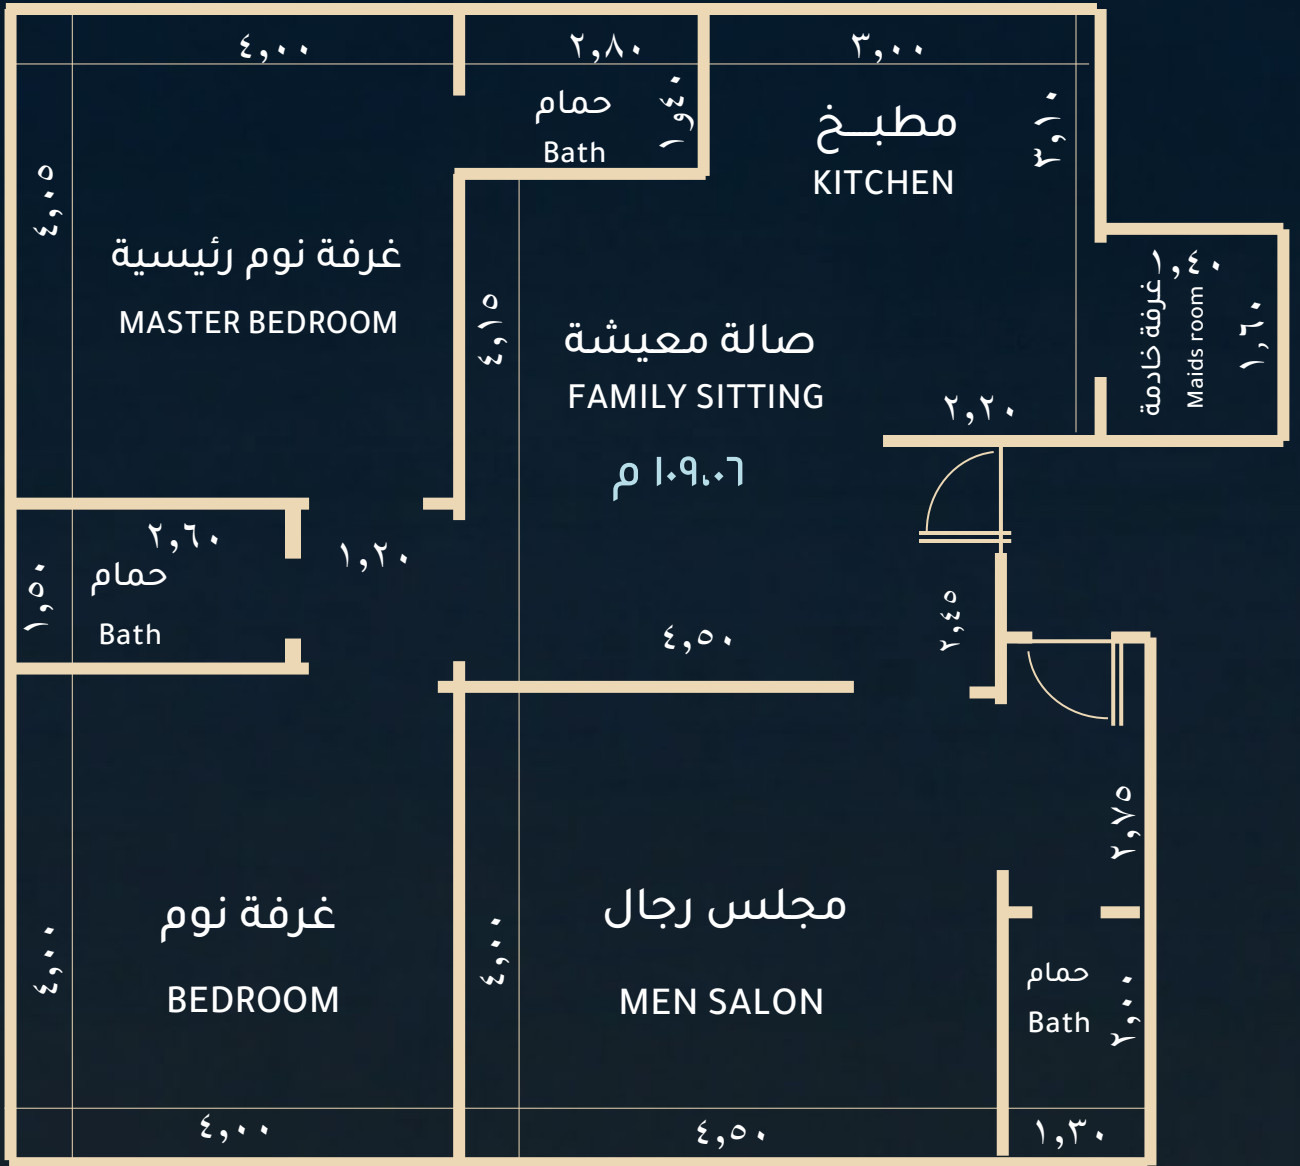 ٤,٠٠
٢,٨٠
٣,٠٠
حمام
Bath
١,٤٠
مطبـخ
KITCHEN
٣,١٠
٤,٠٥
غرفة نوم رئيسية
MASTER BEDROOM
٤,١٥
صالة معيشة
FAMILY SITTING
١٠٩،٠٦ م
١,٤٠
غرفة خادمة
Maids room
١,٦٠
٢,٢٠
٢,٦٠
حمام
Bath
١,٥٠
١,٢٠
٤,٥٠
٢,٤٥
غرفة نوم
BEDROOM
٤,٠٠
٤,٠٠
مجلس رجال
MEN SALON
٤,٠٠
٤,٥٠
٢,٧٥
حمام
Bath
٢,٠٠
١,٣٠